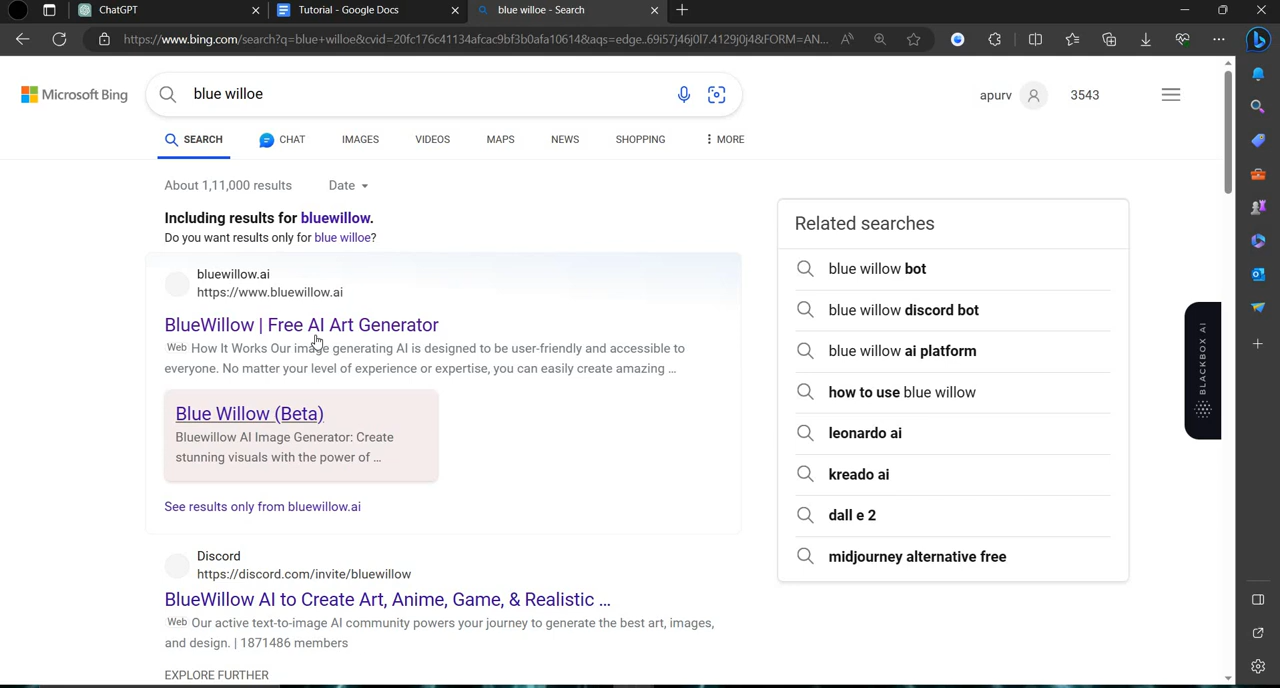 ChatGPT
Tutorial - Google Docs
blue willoe - Search
https://www.bing.com/search?q=blue+willoe&cvid=20fc176c41134afcac9bf3b0afa10614&aqs=edge..69i57j46j0l7.4129j0j4&FORM=AN...
Microsoft Bing
blue willoe
apurv
3543
SEARCH
CHAT
IMAGES
VIDEOS
MAPS
NEWS
SHOPPING
MORE
About 1,11,000 results
Date
Including results for bluewillow.
Do you want results only for blue willoe?
bluewillow.ai
https://www.bluewillow.ai
BlueWillow | Free AI Art Generator
Web How It Works Our image generating AI is designed to be user-friendly and accessible to
everyone. No matter your level of experience or expertise, you can easily create amazing ...
Blue Willow (Beta)
Bluewillow AI Image Generator: Create
stunning visuals with the power of ...
See results only from bluewillow.ai
Discord
https://discord.com/invite/bluewillow
BlueWillow AI to Create Art, Anime, Game, & Realistic ...
Web Our active text-to-image AI community powers your journey to generate the best art, images,
and design. | 1871486 members
EXPLORE FURTHER
Related searches
blue willow bot
blue willow discord bot
blue willow ai platform
how to use blue willow
leonardo ai
kreado ai
dall e 2
midjourney alternative free
BLACKBOX AI